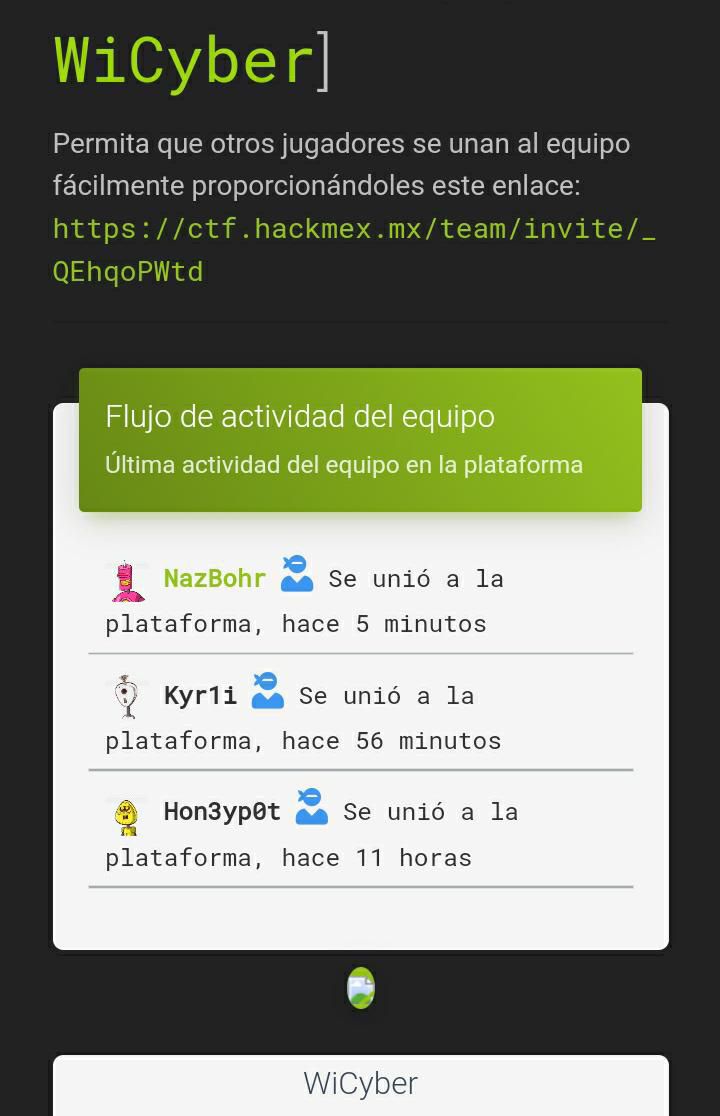 WiCyber]
Permita que otros jugadores se unan al equipo
fácilmente proporcionándoles este enlace:
https://ctf.hackmex.mx/team/invite/_
QEhqoPWtd
Flujo de actividad del equipo
Última actividad del equipo en la plataforma
NazBohr Se unió a la
plataforma, hace 5 minutos
Kyr1i Se unió a la
plataforma, hace 56 minutos
Hon3yp0t Se unió a la
plataforma, hace 11 horas
WiCyber